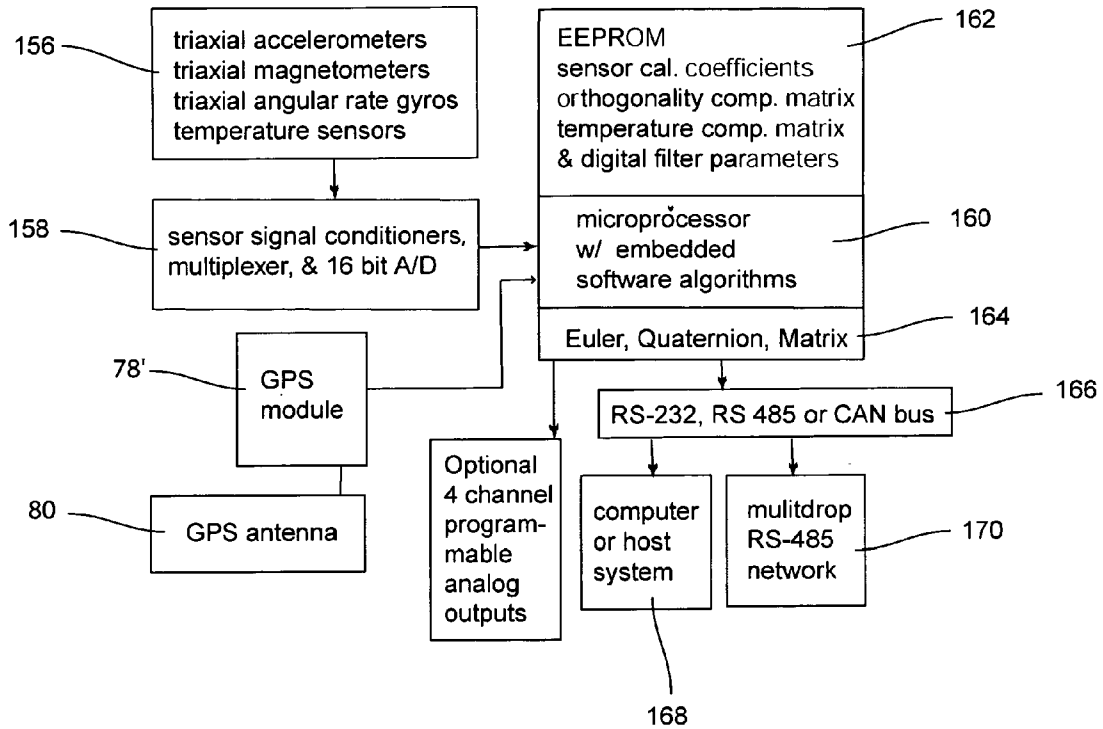 156
triaxial accelerometers
triaxial magnetometers
triaxial angular rate gyros
temperature sensors
162
EEPROM
sensor cal. coefficients
orthogonality comp. matrix
temperature comp. matrix
& digital filter parameters
158
sensor signal conditioners,
multiplexer, & 16 bit A/D
160
microprocessor
w/ embedded
software algorithms
164
Euler, Quaternion, Matrix
78'
GPS
module
166
RS-232, RS 485 or CAN bus
80
GPS antenna
Optional
4 channel
program-
mable
analog
outputs
computer
or host
system
168
mulitdrop
RS-485
network
170